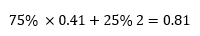 75% × 0.41 + 25% 2 = 0.81